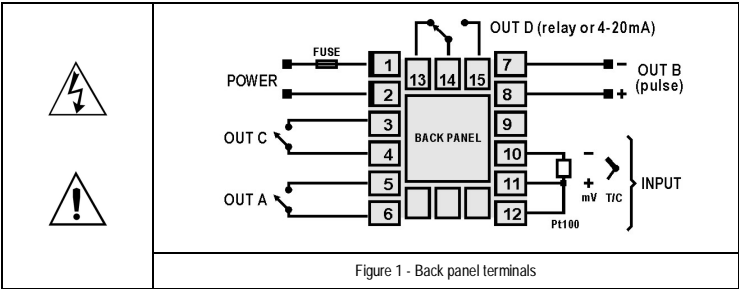 OUT D (relay or 4-20mA)
FUSE
POWER
1
2
3
4
5
6
13 14 15
7
8
9
10
11
12
OUT B
(pulse)
–
+
OUT C
OUT A
BACK PANEL
–
+
mV T/C
INPUT
Pt100
Figure 1 - Back panel terminals